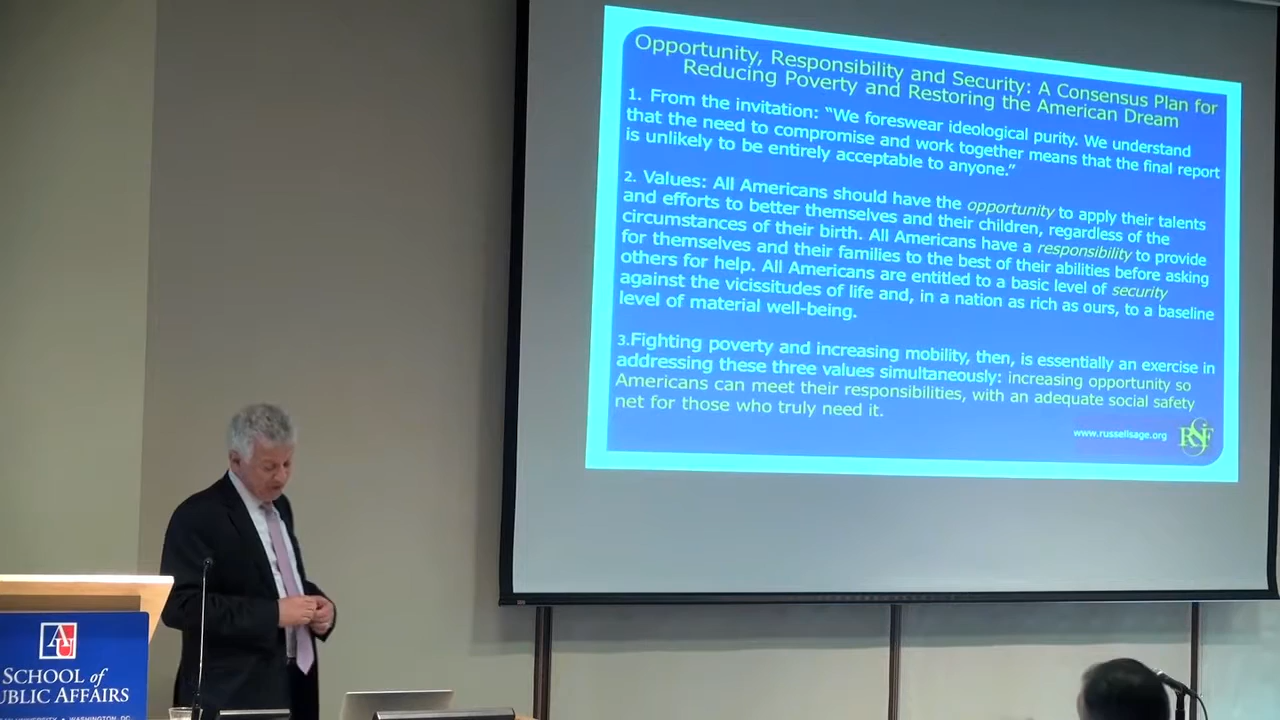 Opportunity, Responsibility and Security: A Consensus Plan for
Reducing Poverty and Restoring the American Dream
1. From the invitation: “We foreswear ideological purity. We understand
that the need to compromise and work together means that the final report
is unlikely to be entirely acceptable to anyone.”
2. Values: All Americans should have the opportunity to apply their talents
and efforts to better themselves and their children, regardless of the
circumstances of their birth. All Americans have a responsibility to provide
for themselves and their families to the best of their abilities before asking
others for help. All Americans are entitled to a basic level of security
against the vicissitudes of life and, in a nation as rich as ours, to a baseline
level of material well-being.
3.Fighting poverty and increasing mobility, then, is essentially an exercise in
addressing these three values simultaneously: increasing opportunity so
Americans can meet their responsibilities, with an adequate social safety
net for those who truly need it.
www.russellsage.org
RSF
AU
SCHOOL of
UBLIC AFFAIRS
WASHINGTON, DC